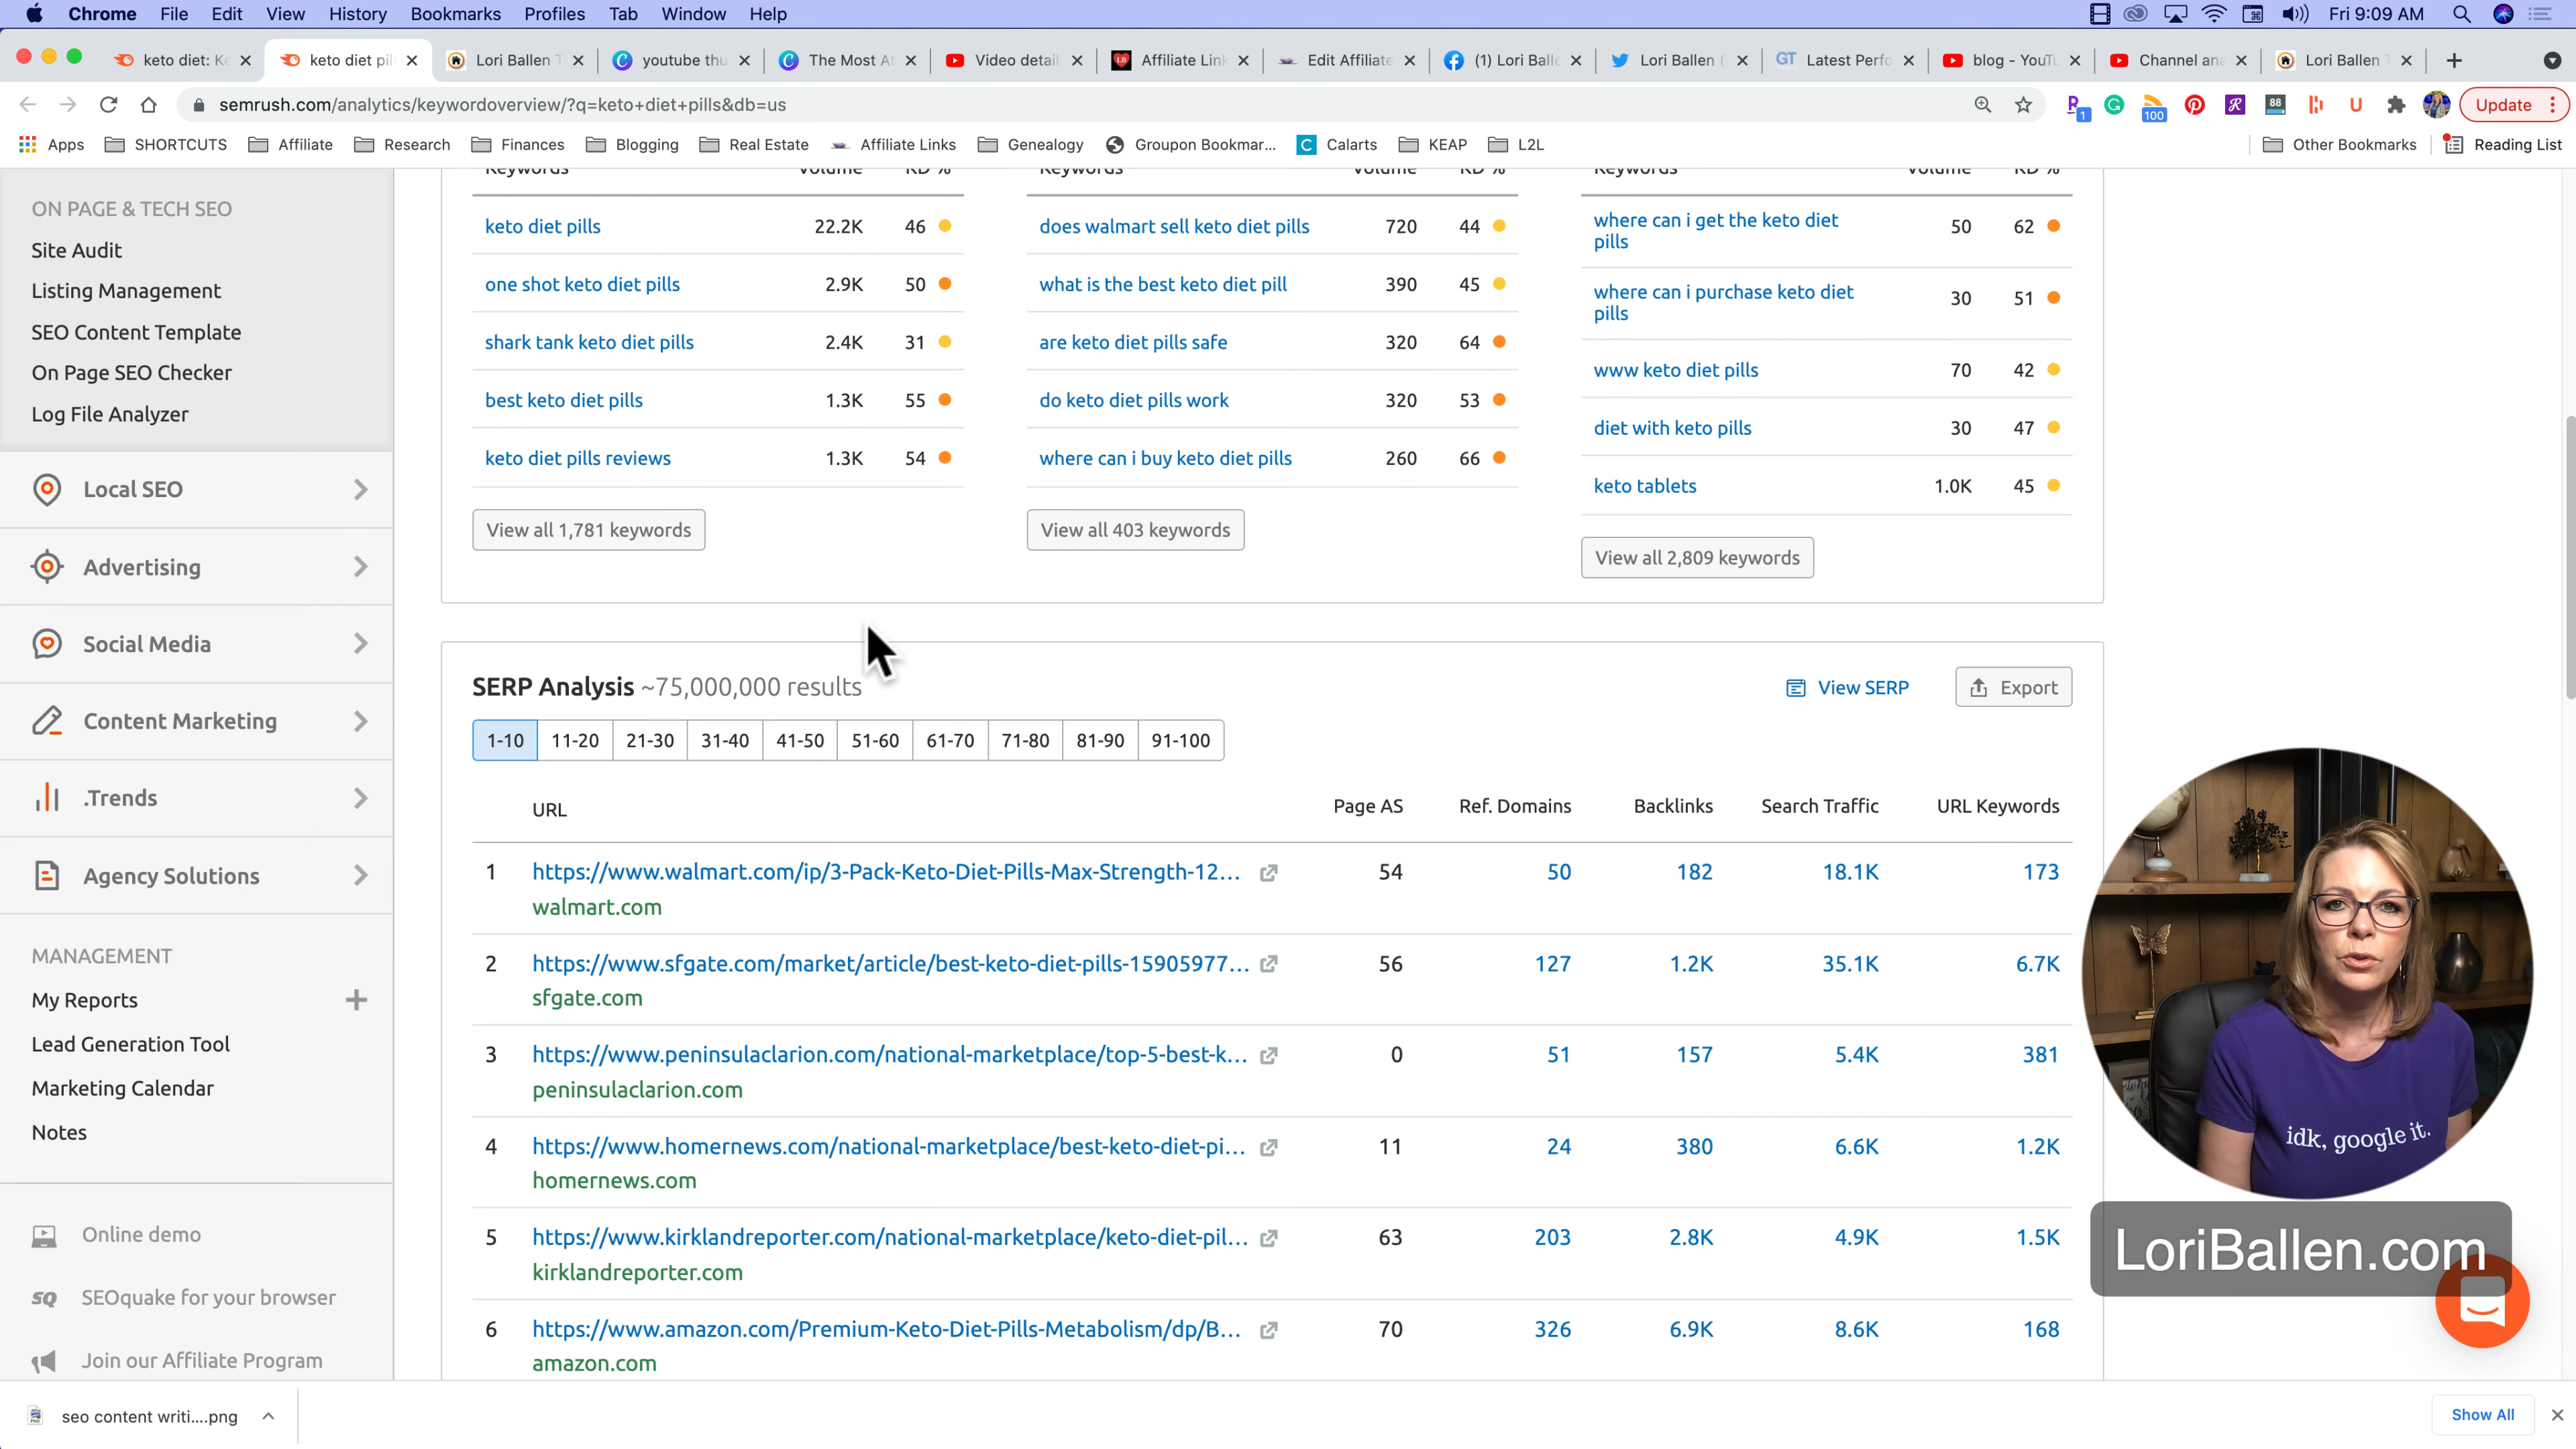 Chrome File Edit View History Bookmarks Profiles Tab Window Help Fri 9:09 AM
keto diet: Ke keto diet pil Lori Ballen T youtube thu The Most At Video detail Affiliate Link Edit Affiliate (1) Lori Balle Lori Ballen ( GT Latest Perfo blog - YouTu Channel ana Lori Ballen T
semrush.com/analytics/keywordoverview/?q=keto+diet+pills&db=us 1 100 88 Update
Apps SHORTCUTS Affiliate Research Finances Blogging Real Estate Affiliate Links Genealogy Groupon Bookmar... Calarts KEAP L2L Other Bookmarks Reading List
ON PAGE & TECH SEO
Site Audit
Listing Management
SEO Content Template
On Page SEO Checker
Log File Analyzer
Local SEO
Advertising
Social Media
Content Marketing
.Trends
Agency Solutions
MANAGEMENT
My Reports
Lead Generation Tool
Marketing Calendar
Notes
Online demo
SQ SEOquake for your browser
Join our Affiliate Program
Keywords Volume KD %
keto diet pills 22.2K 46
one shot keto diet pills 2.9K 50
shark tank keto diet pills 2.4K 31
best keto diet pills 1.3K 55
keto diet pills reviews 1.3K 54
View all 1,781 keywords
Keywords Volume KD %
does walmart sell keto diet pills 720 44
what is the best keto diet pill 390 45
are keto diet pills safe 320 64
do keto diet pills work 320 53
where can i buy keto diet pills 260 66
View all 403 keywords
Keywords Volume KD %
where can i get the keto diet
pills 50 62
where can i purchase keto diet
pills 30 51
www keto diet pills 70 42
diet with keto pills 30 47
keto tablets 1.0K 45
View all 2,809 keywords
SERP Analysis ~75,000,000 results View SERP Export
1-10 11-20 21-30 31-40 41-50 51-60 61-70 71-80 81-90 91-100
URL Page AS Ref. Domains Backlinks Search Traffic URL Keywords
1 https://www.walmart.com/ip/3-Pack-Keto-Diet-Pills-Max-Strength-12... 54 50 182 18.1K 173
walmart.com
2 https://www.sfgate.com/market/article/best-keto-diet-pills-15905977... 56 127 1.2K 35.1K 6.7K
sfgate.com
3 https://www.peninsulaclarion.com/national-marketplace/top-5-best-k... 0 51 157 5.4K 381
peninsulaclarion.com
4 https://www.homernews.com/national-marketplace/best-keto-diet-pi... 11 24 380 6.6K 1.2K
homernews.com
5 https://www.kirklandreporter.com/national-marketplace/keto-diet-pil... 63 203 2.8K 4.9K 1.5K
kirklandreporter.com
6 https://www.amazon.com/Premium-Keto-Diet-Pills-Metabolism/dp/B... 70 326 6.9K 8.6K 168
amazon.com
idk, google it.
LoriBallen.com
seo content writi....png Show All